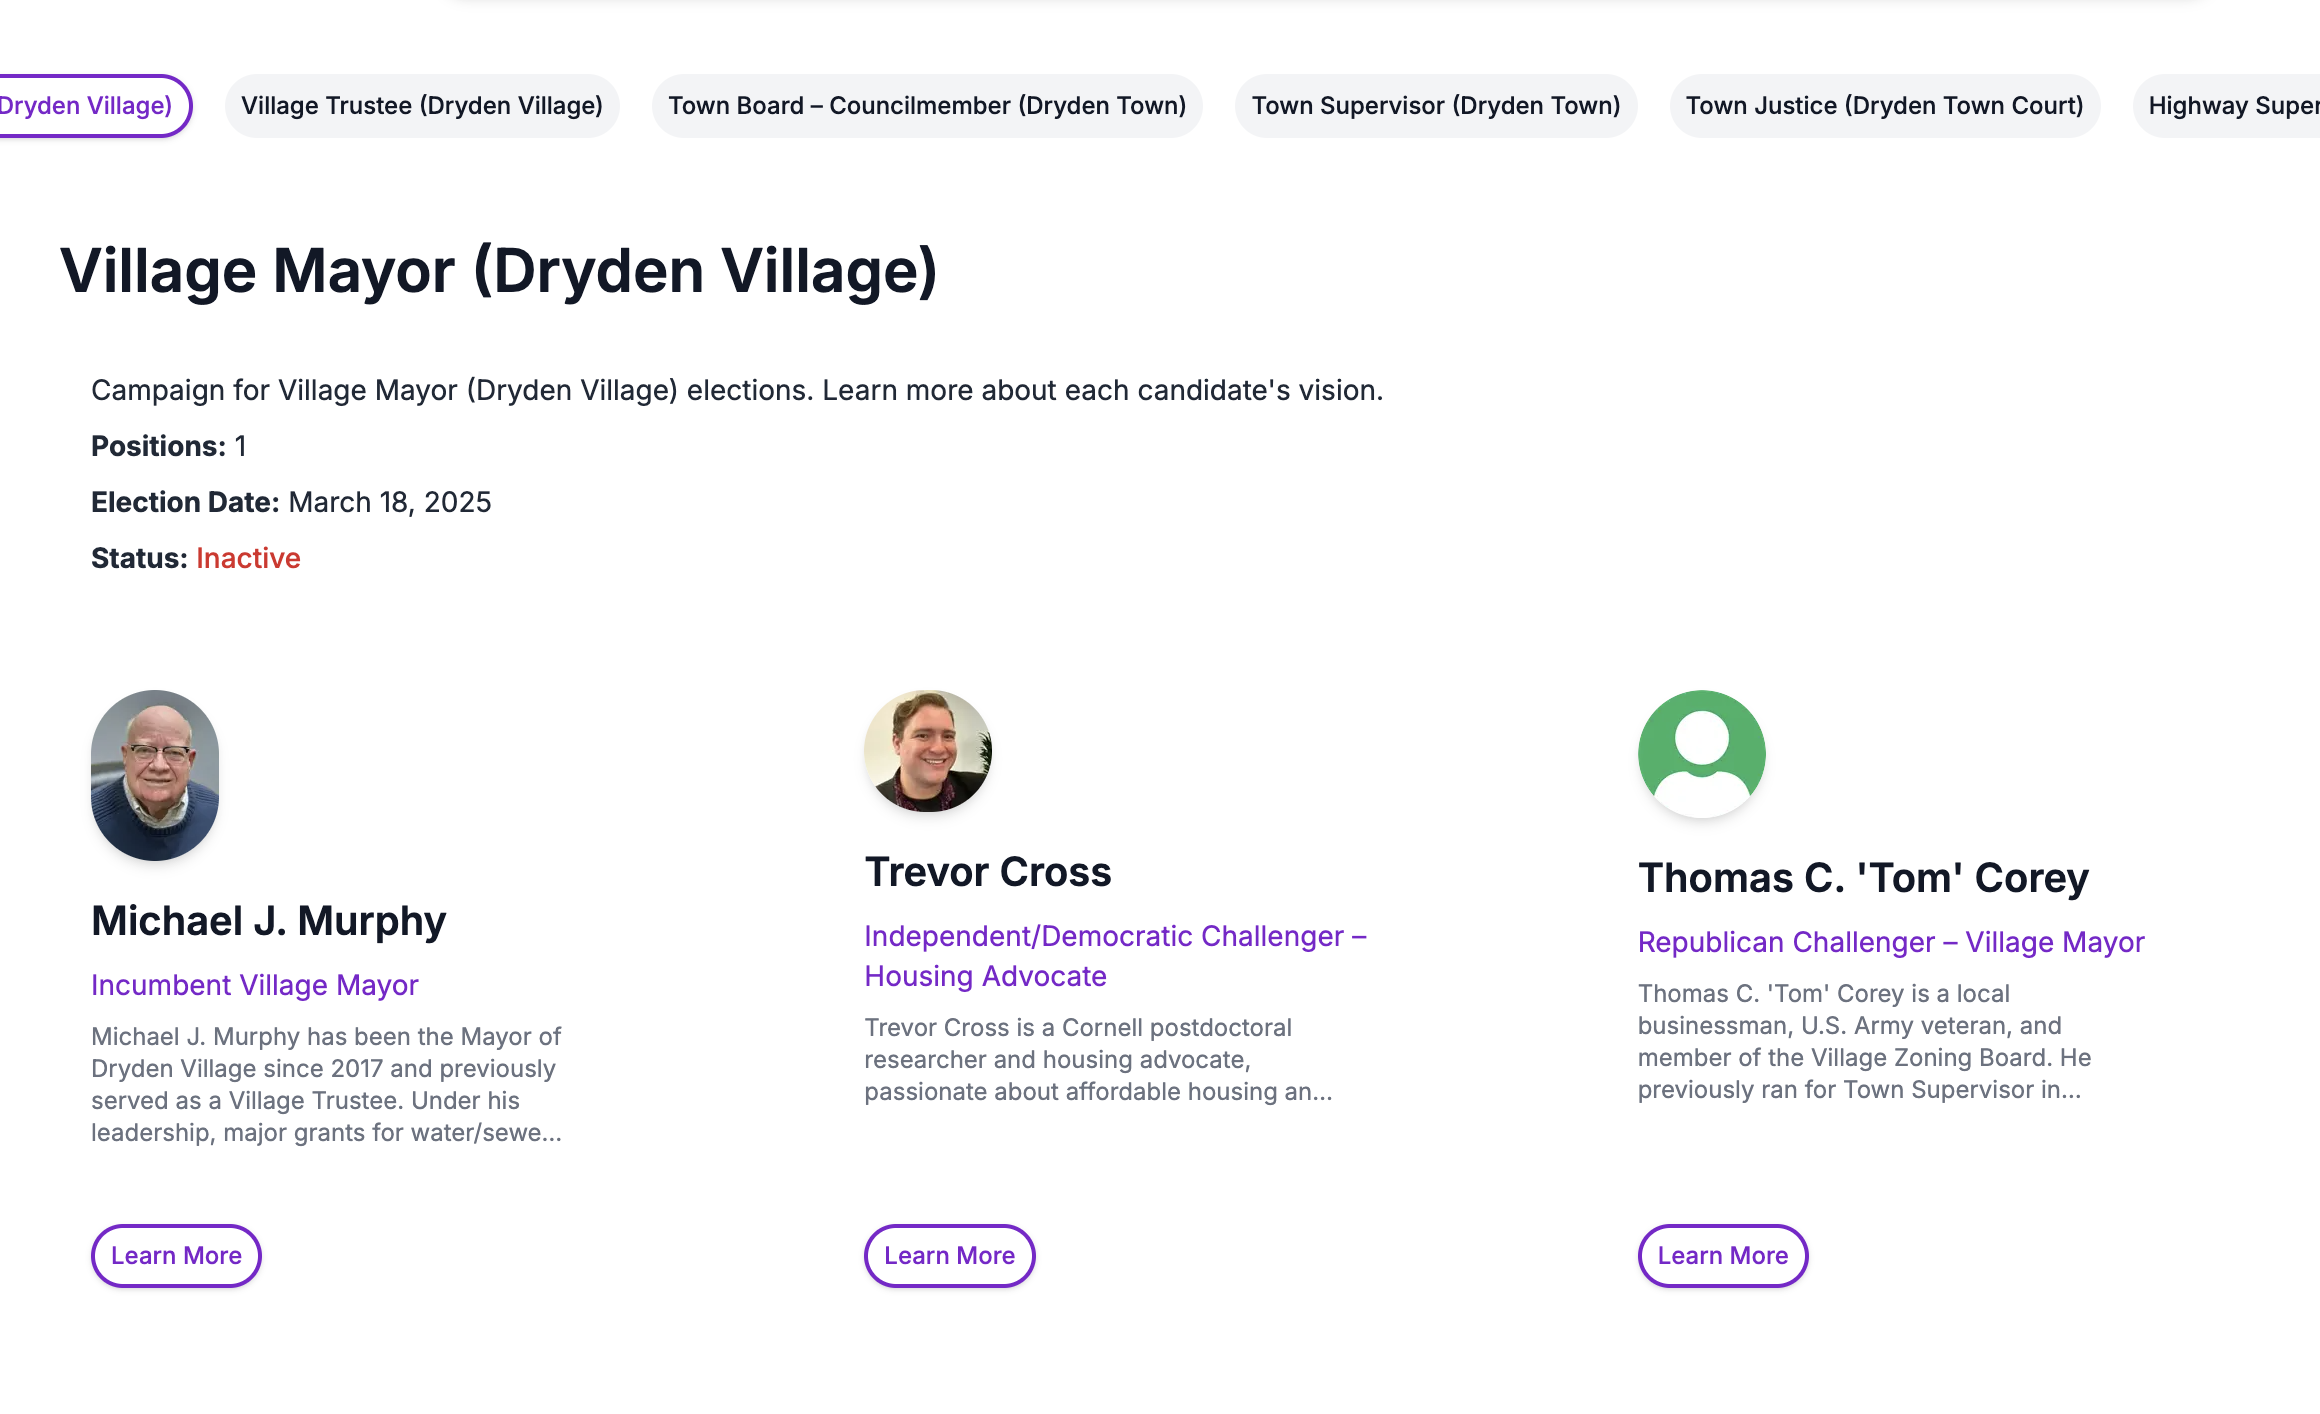 Dryden Village)
Village Trustee (Dryden Village)
Town Board – Councilmember (Dryden Town)
Town Supervisor (Dryden Town)
Town Justice (Dryden Town Court)
Highway Super
Village Mayor (Dryden Village)
Campaign for Village Mayor (Dryden Village) elections. Learn more about each candidate's vision.
Positions: 1
Election Date: March 18, 2025
Status: Inactive
Michael J. Murphy
Incumbent Village Mayor
Michael J. Murphy has been the Mayor of
Dryden Village since 2017 and previously
served as a Village Trustee. Under his
leadership, major grants for water/sewe...
Learn More
Trevor Cross
Independent/Democratic Challenger –
Housing Advocate
Trevor Cross is a Cornell postdoctoral
researcher and housing advocate,
passionate about affordable housing an...
Learn More
Thomas C. 'Tom' Corey
Republican Challenger – Village Mayor
Thomas C. 'Tom' Corey is a local
businessman, U.S. Army veteran, and
member of the Village Zoning Board. He
previously ran for Town Supervisor in...
Learn More